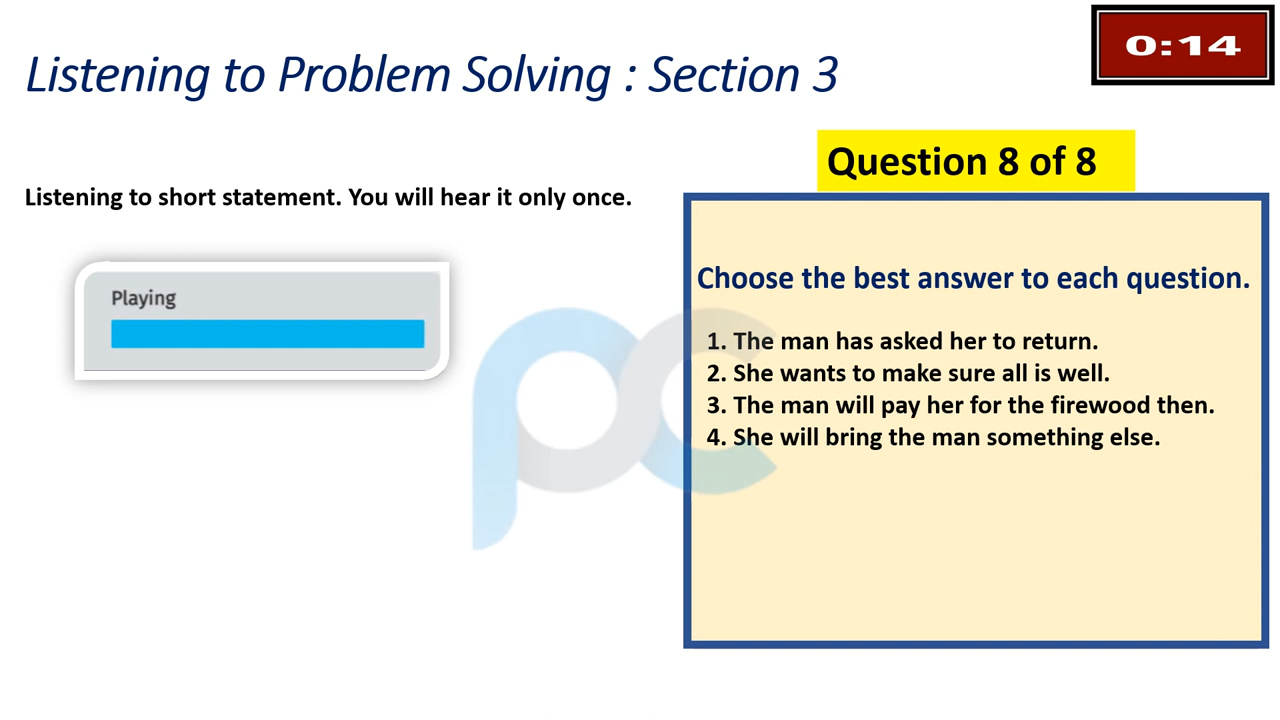 0:14
Listening to Problem Solving : Section 3
Question 8 of 8
Listening to short statement. You will hear it only once.
Playing
Choose the best answer to each question.
1. The man has asked her to return.
2. She wants to make sure all is well.
3. The man will pay her for the firewood then.
4. She will bring the man something else.
pc